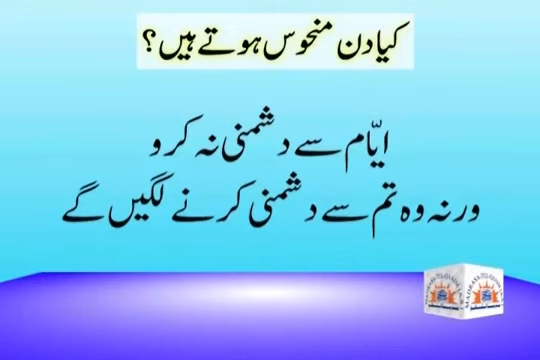 کیا دن منحوس ہوتے ہیں؟
ایّام سے دشمنی نہ کرو
ورنہ وہ تم سے دشمنی کرنے لگیں گے